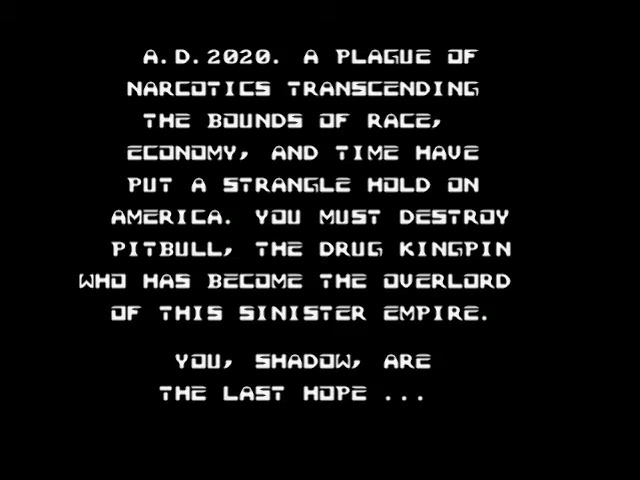 A.D.2020. A PLAGUE OF
NARCOTICS TRANSCENDING
THE BOUNDS OF RACE,
ECONOMY, AND TIME HAVE
PUT A STRANGLE HOLD ON
AMERICA. YOU MUST DESTROY
PITBULL, THE DRUG KINGPIN
WHO HAS BECOME THE OVERLORD
OF THIS SINISTER EMPIRE.
YOU, SHADOW, ARE
THE LAST HOPE ...